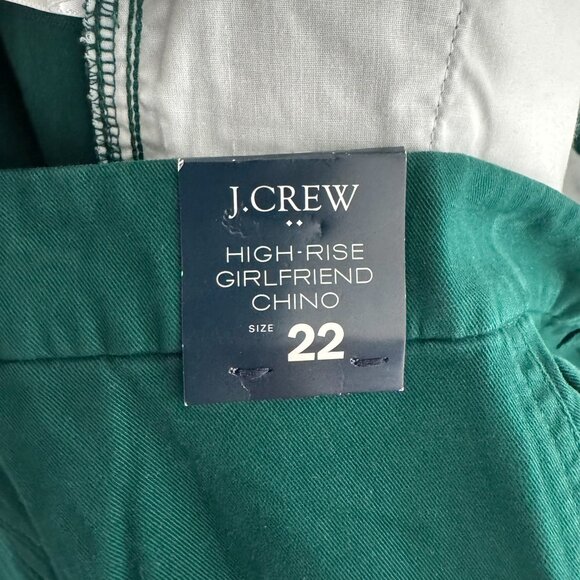 J.CREW
HIGH-RISE
GIRLFRIEND
CHINO
SIZE 22